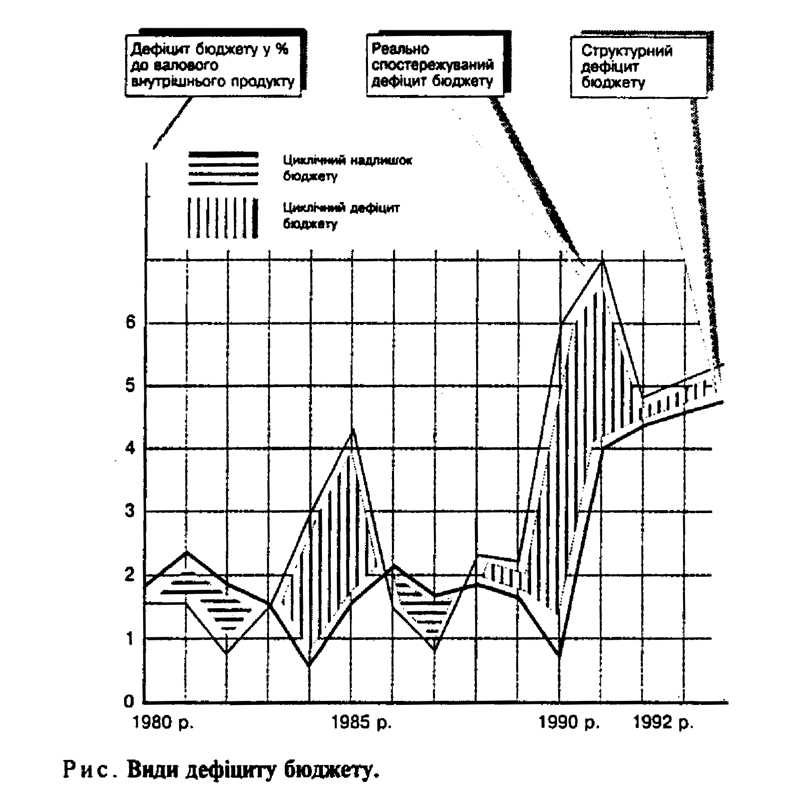 Дефіцит бюджету у %
до валового
внутрішнього продукту
Реально
спостережуваний
дефіцит бюджету
Структурний
дефіцит
бюджету
Циклічний надлишок
бюджету
Циклічний дефіцит
бюджету
6
5
4
3
2
1
0
1980 р.
1985 р.
1990 р.
1992 р.
Рис. Види дефіциту бюджету.